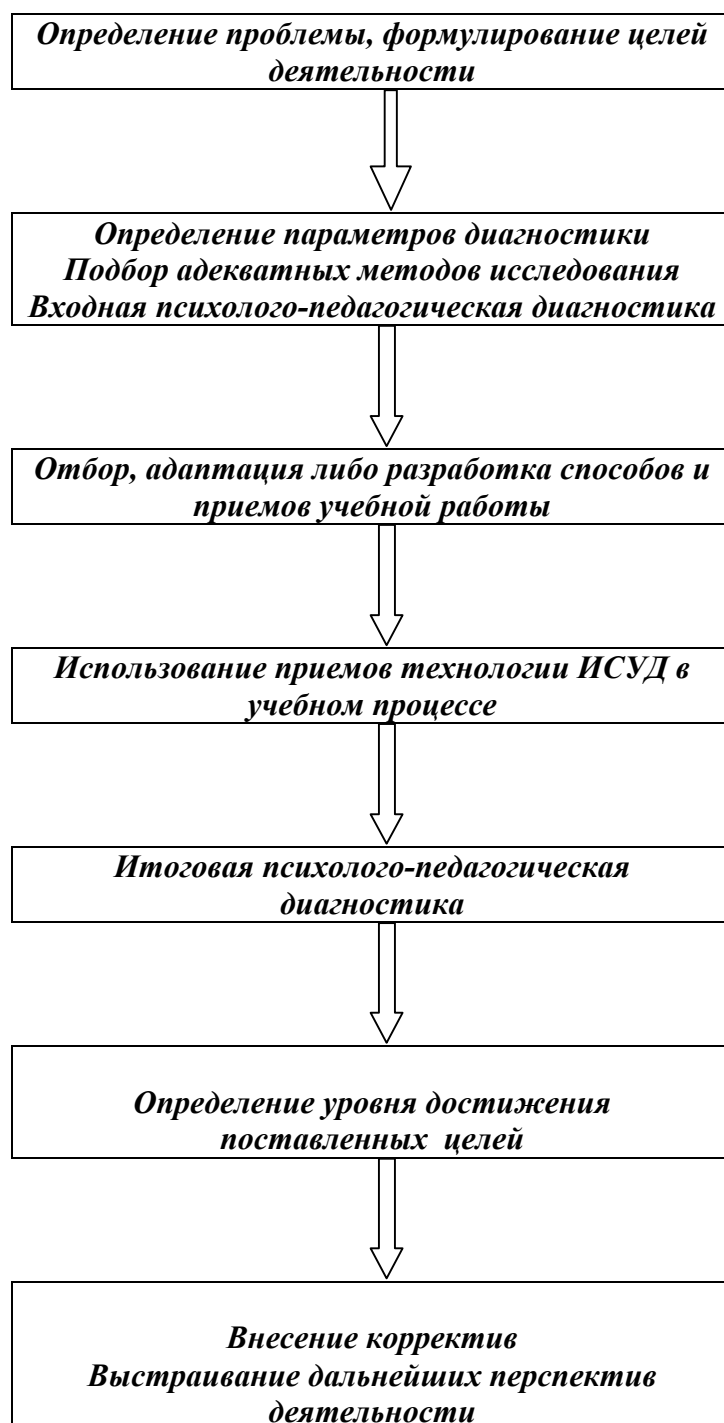 Определение проблемы, формулирование целей
деятельности
Определение параметров диагностики
Подбор адекватных методов исследования
Входная психолого-педагогическая диагностика
Отбор, адаптация либо разработка способов и
приемов учебной работы
Использование приемов технологии ИСУД в
учебном процессе
Итоговая психолого-педагогическая
диагностика
Определение уровня достижения
поставленных целей
Внесение корректив
Выстраивание дальнейших перспектив
деятельности